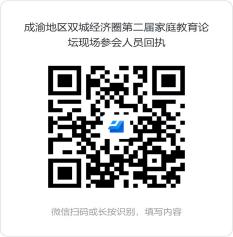 成渝地区双城经济圈第二届家庭教育论
坛现场参会人员回执
微信扫码或长按识别，填写内容